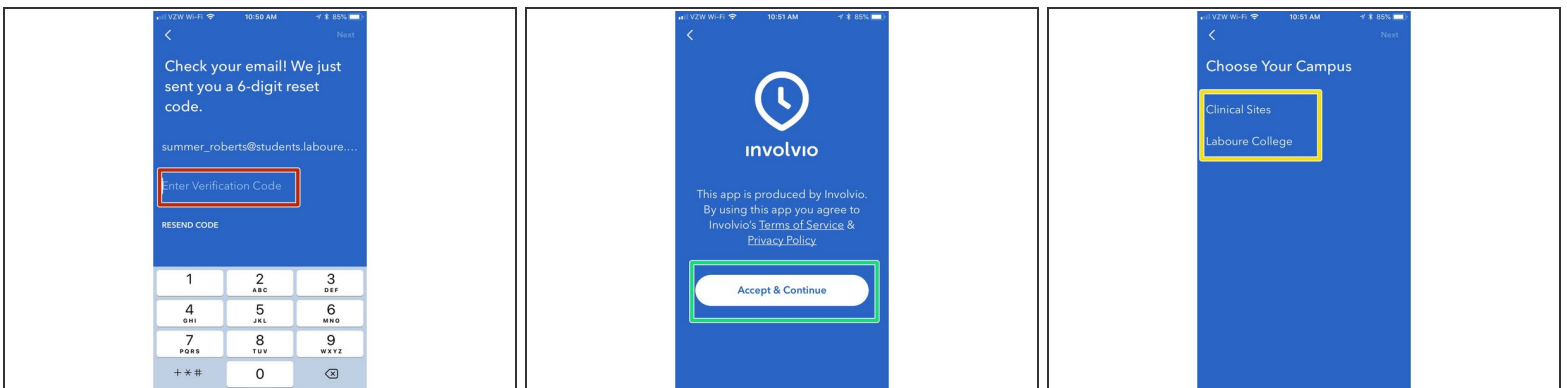 VZW Wi-Fi 10:50 AM 85%
Next
Check your email! We just
sent you a 6-digit reset
code.
summer_roberts@students.laboure....
Enter Verification Code
RESEND CODE
1 2 3
ABC DEF
4 5 6
GHI JKL MNO
7 8 9
PQRS TUV WXYZ
+*# 0
VZW Wi-Fi 10:51 AM 85%
ınvolvıo
This app is produced by Involvio.
By using this app you agree to
Involvio's Terms of Service &
Privacy Policy
Accept & Continue
VZW Wi-Fi 10:51 AM 85%
Next
Choose Your Campus
Clinical Sites
Laboure College